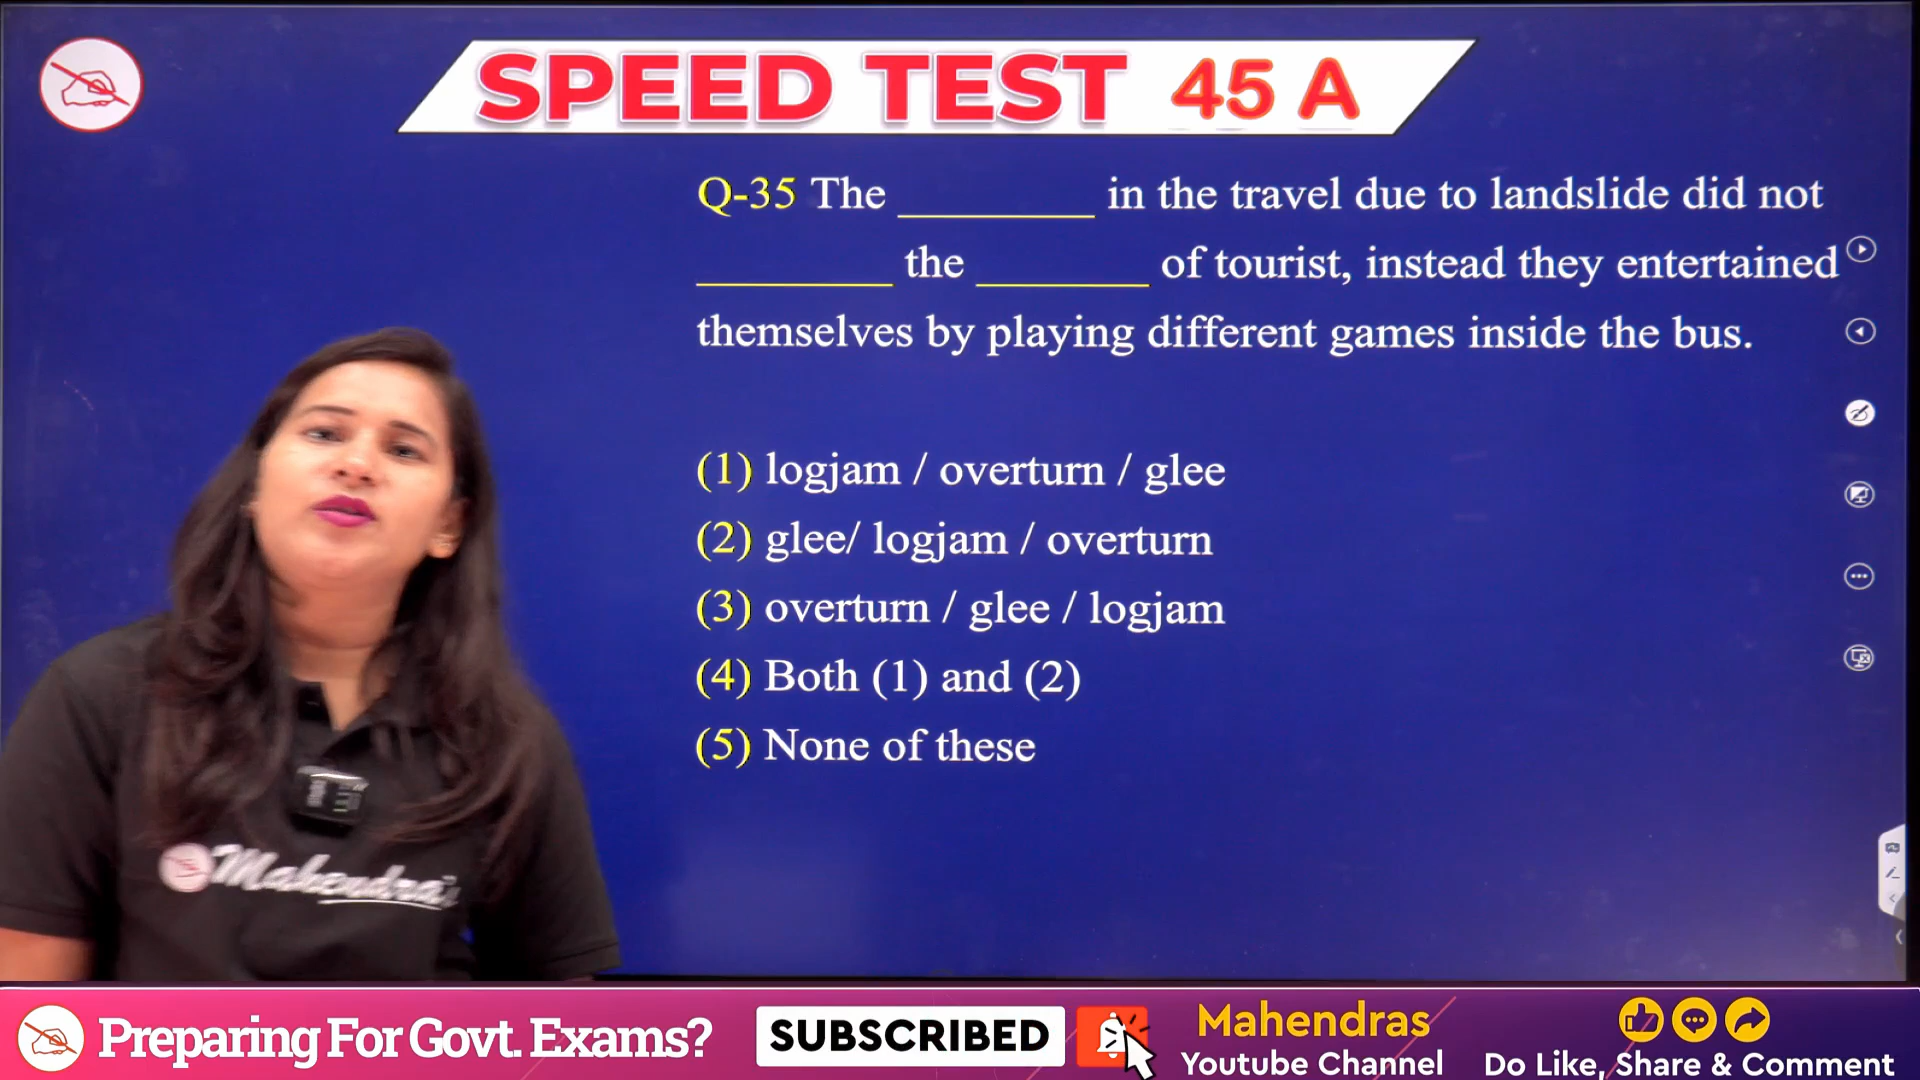 SPEED TEST 45 A
Q-35 The _________ in the travel due to landslide did not
_________ the ________ of tourist, instead they entertained
themselves by playing different games inside the bus.
(1) logjam / overturn / glee
(2) glee/ logjam / overturn
(3) overturn / glee / logjam
(4) Both (1) and (2)
(5) None of these
Mahendra's
Preparing For Govt. Exams?
SUBSCRIBED
Mahendras
Youtube Channel
Do Like, Share & Comment